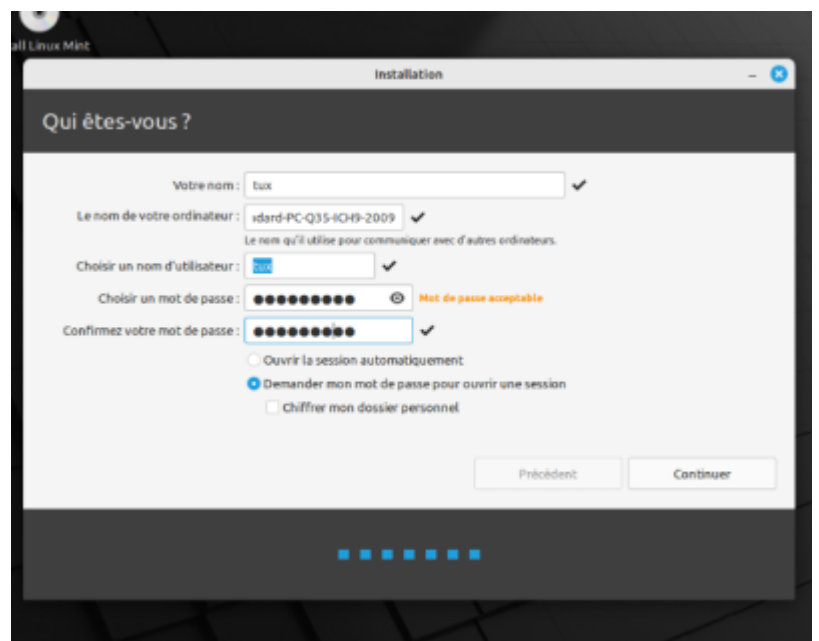 all Linux Mint
Installation
Qui êtes-vous ?
Votre nom : tux
Le nom de votre ordinateur : ndard-PC-Q35-ICH9-2009
Le nom qu'il utilise pour communiquer avec d'autres ordinateurs.
Choisir un nom d'utilisateur : tux
Choisir un mot de passe : ●●●●●●●●● Mot de passe acceptable
Confirmez votre mot de passe : ●●●●●●●●●
Ouvrir la session automatiquement
Demander mon mot de passe pour ouvrir une session
Chiffrer mon dossier personnel
Précédent Continuer